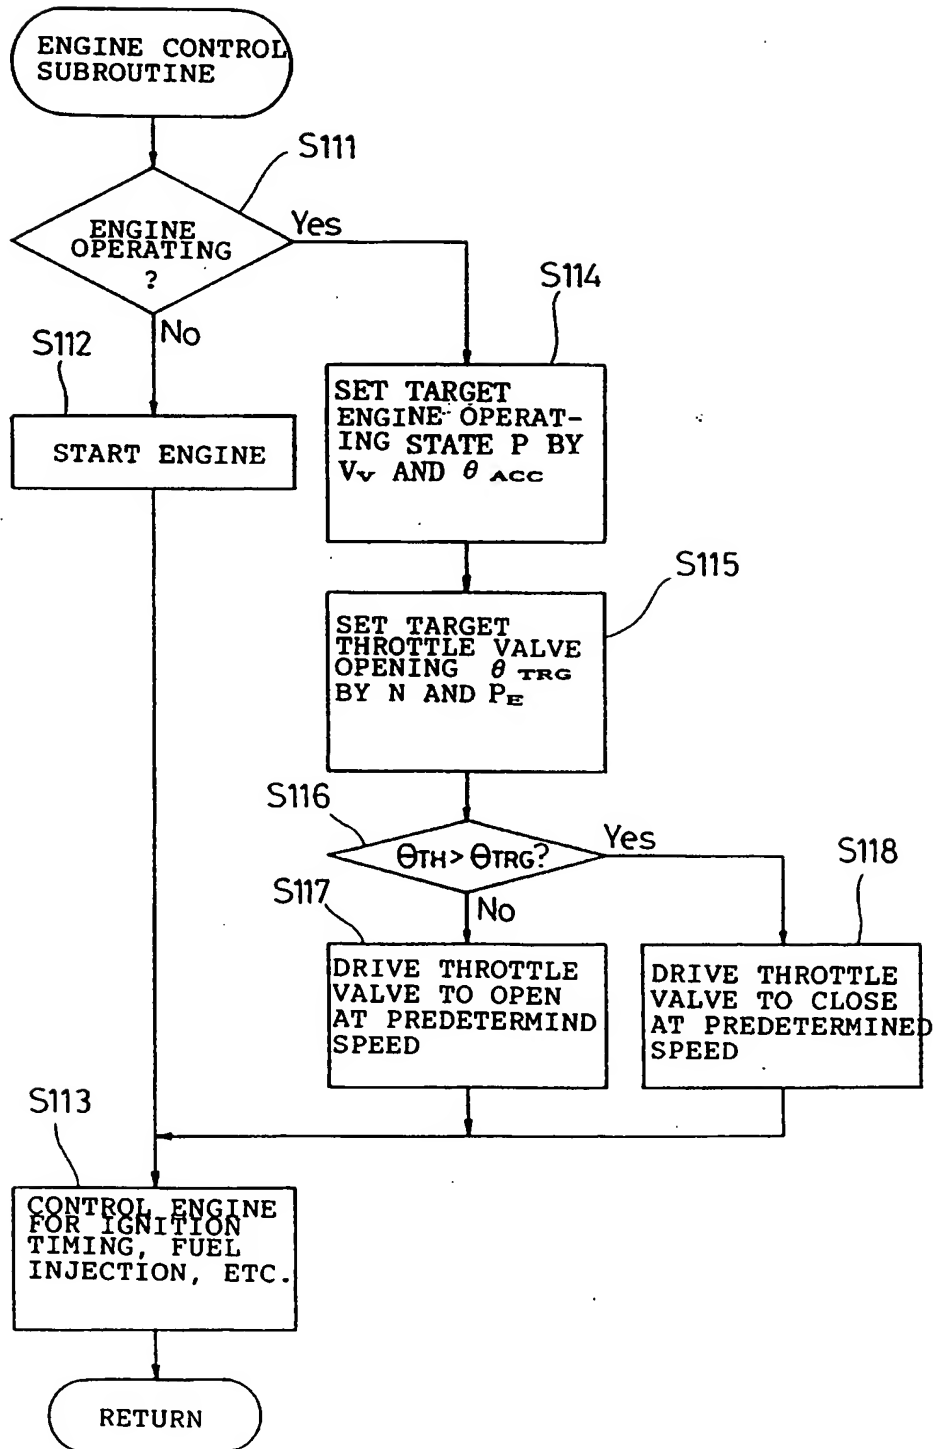 ENGINE CONTROL
SUBROUTINE
S111
ENGINE
OPERATING
?
Yes
No
S112
START ENGINE
S114
SET TARGET
ENGINE OPERAT-
ING STATE P BY
Vv AND θ ACC
S115
SET TARGET
THROTTLE VALVE
OPENING θ TRG
BY N AND PE
S116
θTH > θTRG?
Yes
No
S117
DRIVE THROTTLE
VALVE TO OPEN
AT PREDETERMIND
SPEED
S118
DRIVE THROTTLE
VALVE TO CLOSE
AT PREDETERMINED
SPEED
S113
CONTROL ENGINE
FOR IGNITION
TIMING, FUEL
INJECTION, ETC.
RETURN